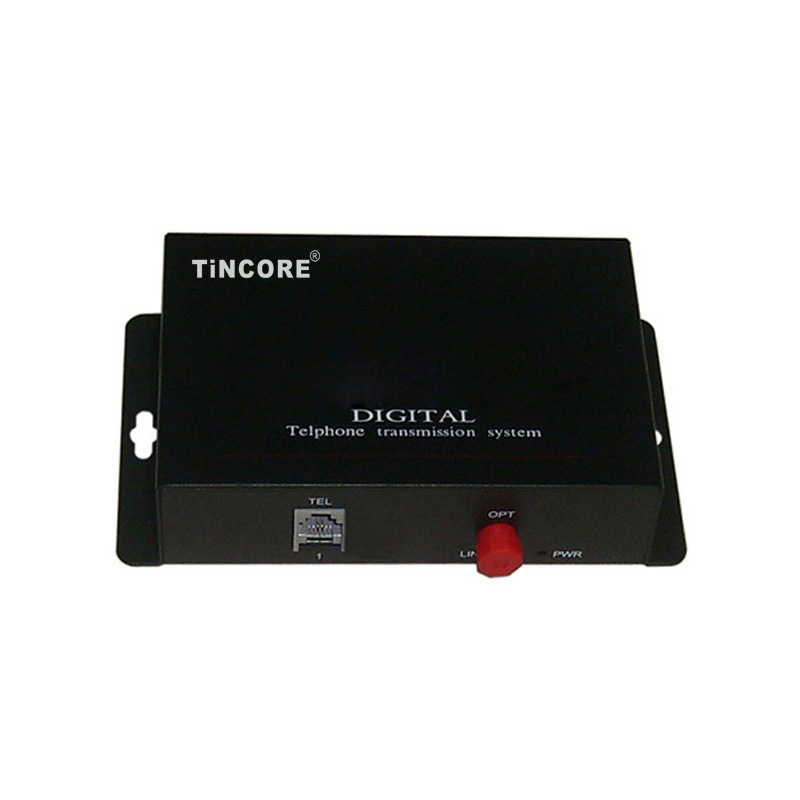 TiNCORE®
DIGITAL
Telphone transmission system
TEL
OPT
1
PWR